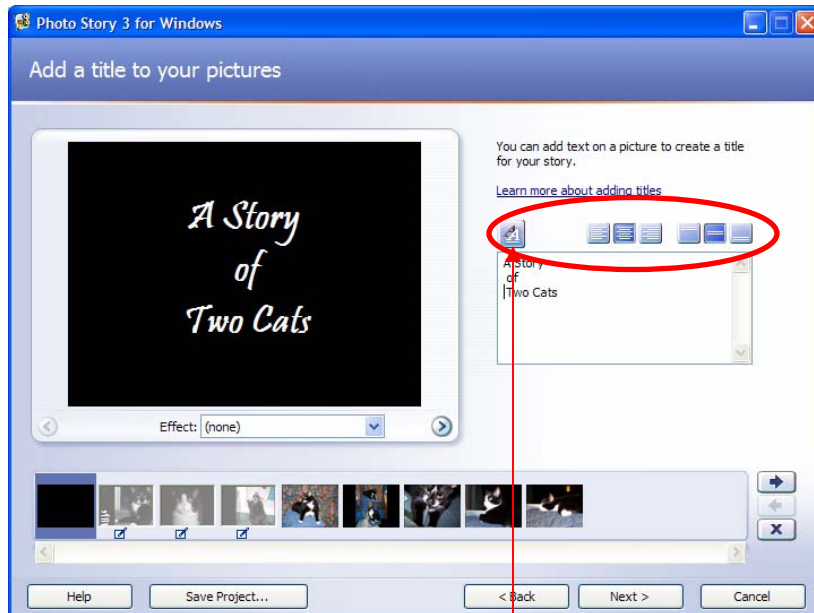 Photo Story 3 for Windows
Add a title to your pictures
A Story
of
Two Cats
You can add text on a picture to create a title
for your story.
Learn more about adding titles
A
A Story
of
Two Cats
Effect: (none)
Help
Save Project...
< Back
Next >
Cancel